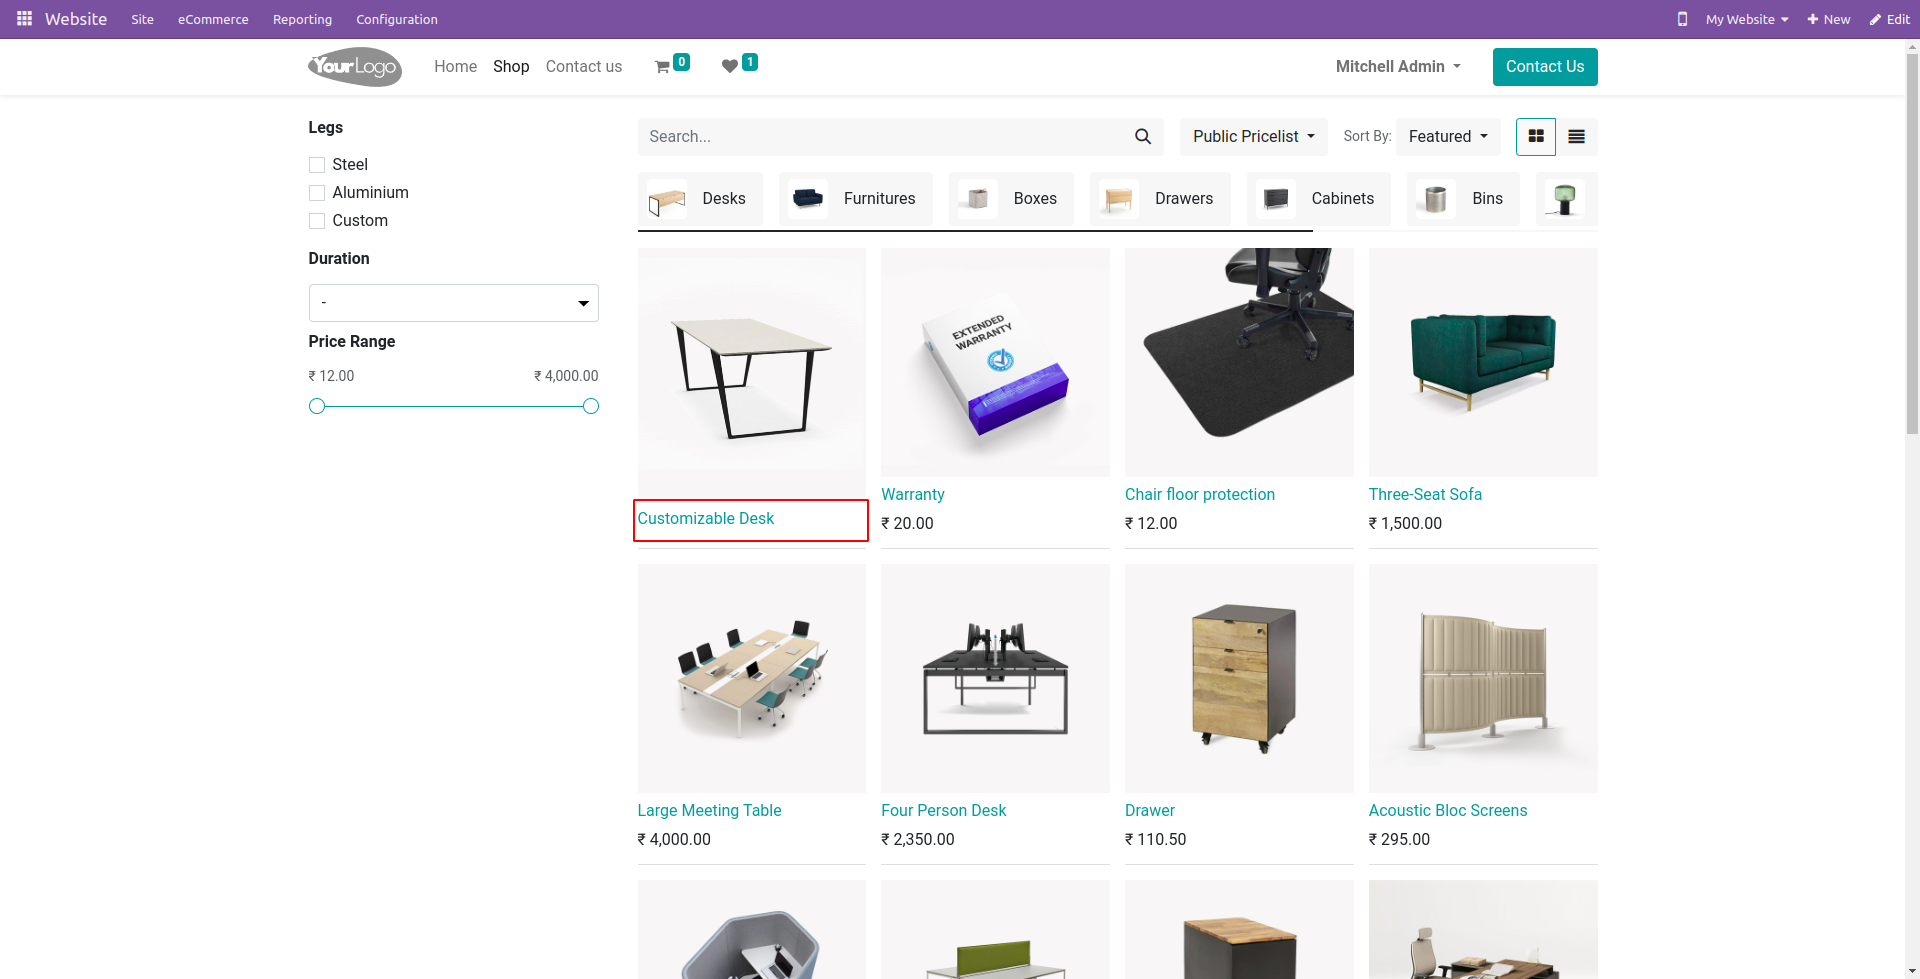 Website Site eCommerce Reporting Configuration My Website New Edit
YourLogo Home Shop Contact us 0 1 Mitchell Admin Contact Us
Legs
Steel
Aluminium
Custom
Duration
-
Price Range
₹ 12.00 ₹ 4,000.00
Search... Public Pricelist Sort By: Featured
Desks Furnitures Boxes Drawers Cabinets Bins
EXTENDED
WARRANTY
Customizable Desk
Warranty
₹ 20.00
Chair floor protection
₹ 12.00
Three-Seat Sofa
₹ 1,500.00
Large Meeting Table
₹ 4,000.00
Four Person Desk
₹ 2,350.00
Drawer
₹ 110.50
Acoustic Bloc Screens
₹ 295.00